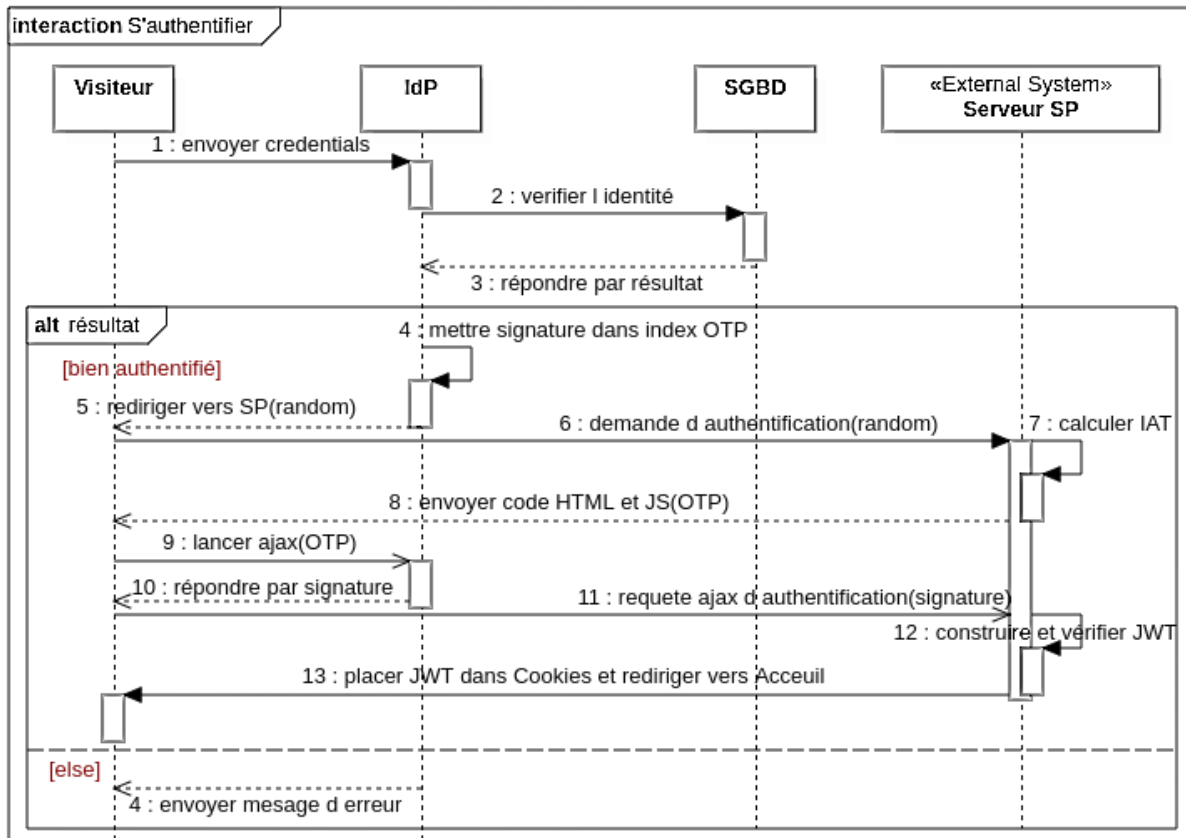 interaction S'authentifier
Visiteur
IdP
SGBD
«External System»
Serveur SP
1 : envoyer credentials
2 : verifier l identité
3 : répondre par résultat
alt résultat
4 : mettre signature dans index OTP
[bien authentifié]
5 : rediriger vers SP(random)
6 : demande d authentification(random)
7 : calculer IAT
8 : envoyer code HTML et JS(OTP)
9 : lancer ajax(OTP)
10 : répondre par signature
11 : requete ajax d authentification(signature)
12 : construire et vérifier JWT
13 : placer JWT dans Cookies et rediriger vers Acceuil
[else]
4 : envoyer mesage d erreur